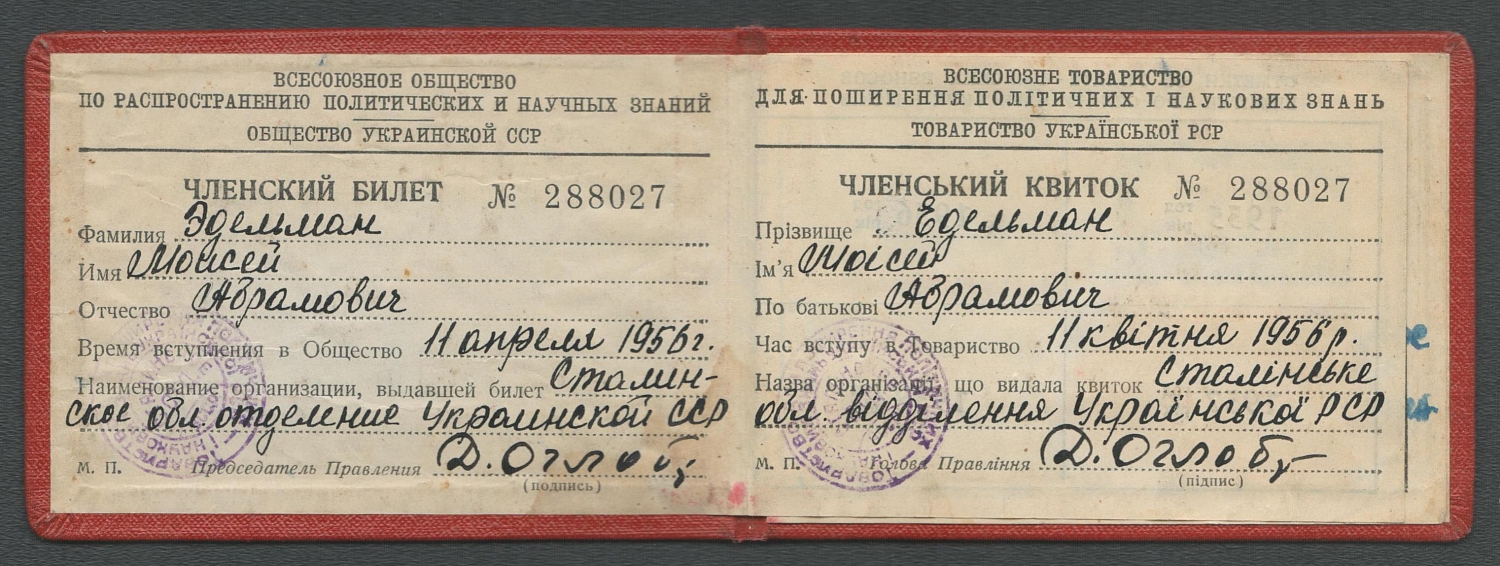 ВСЕСОЮЗНОЕ ОБЩЕСТВО
ПО РАСПРОСТРАНЕНИЮ ПОЛИТИЧЕСКИХ И НАУЧНЫХ ЗНАНИЙ
ОБЩЕСТВО УКРАИНСКОЙ ССР
ЧЛЕНСКИЙ БИЛЕТ № 288027
Фамилия Эдельман
Имя Моисей
Отчество Абрамович
Время вступления в Общество 11 апреля 1956 г.
Наименование организации, выдавшей билет Сталин-
ское обл. отделение Украинской ССР
М. П. Председатель Правления Д. Оглобл
(подпись)
ВСЕСОЮЗНЕ ТОВАРИСТВО
ДЛЯ ПОШИРЕННЯ ПОЛІТИЧНИХ І НАУКОВИХ ЗНАНЬ
ТОВАРИСТВО УКРАЇНСЬКОЇ РСР
ЧЛЕНСЬКИЙ КВИТОК № 288027
Прізвище Едельман
Ім'я Моісей
По батькові Абрамович
Час вступу в Товариство 11 квітня 1956 р.
Назва організації, що видала квиток Сталінське
обл. відділення Української РСР
М. П. Голова Правління Д. Оглобл
(підпис)